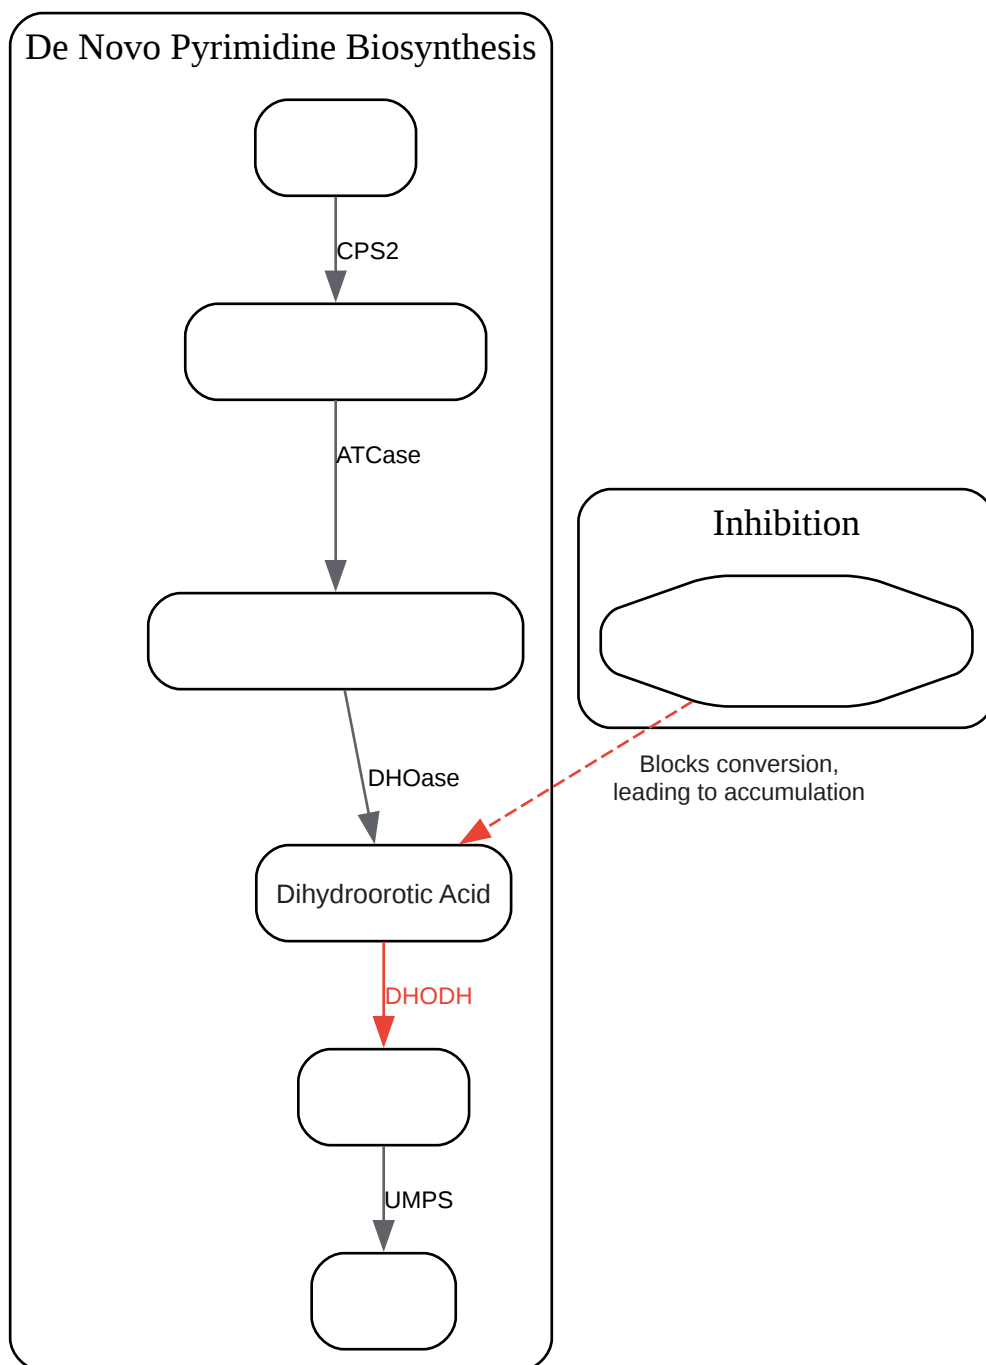 De Novo Pyrimidine Biosynthesis
CPS2
ATCase
Inhibition
DHOase
Blocks conversion,
leading to accumulation
Dihydroorotic Acid
DHODH
UMPS